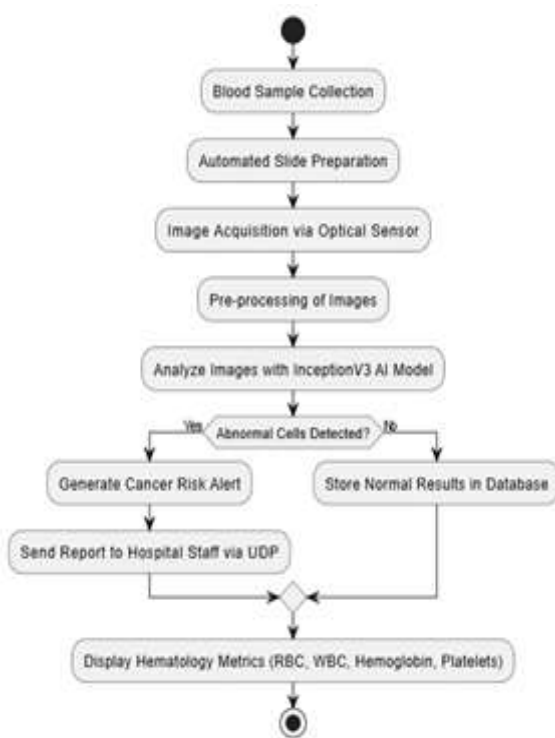 Blood Sample Collection
Automated Slide Preparation
Image Acquisition via Optical Sensor
Pre-processing of Images
Analyze Images with InceptionV3 AI Model
Yes
Abnormal Cells Detected?
No
Generate Cancer Risk Alert
Store Normal Results in Database
Send Report to Hospital Staff via UDP
Display Hematology Metrics (RBC, WBC, Hemoglobin, Platelets)